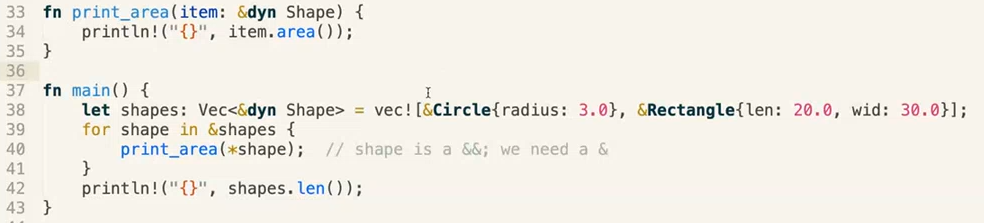 33 fn print_area(item: &dyn Shape) {
34     println!("{}", item.area());
35 }
36
37 fn main() {
38     let shapes: Vec<&dyn Shape> = vec![&Circle{radius: 3.0}, &Rectangle{len: 20.0, wid: 30.0}];
39     for shape in &shapes {
40         print_area(*shape);  // shape is a &&; we need a &
41     }
42     println!("{}", shapes.len());
43 }